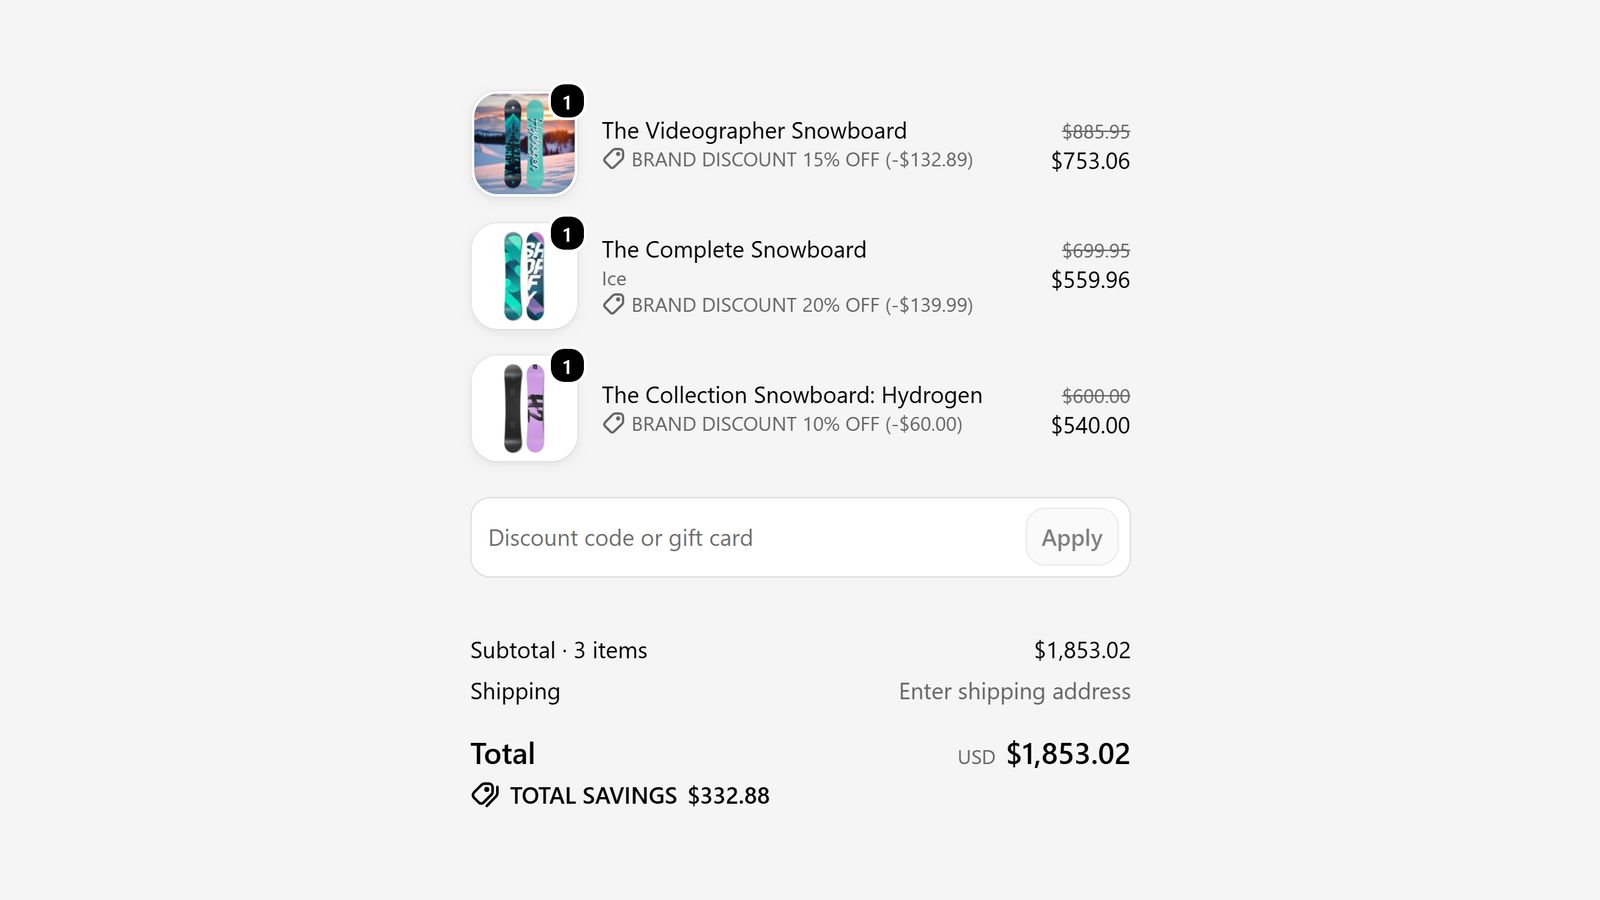 1
The Videographer Snowboard
$885.95
BRAND DISCOUNT 15% OFF (-$132.89)
$753.06
1
The Complete Snowboard
$699.95
Ice
$559.96
BRAND DISCOUNT 20% OFF (-$139.99)
1
The Collection Snowboard: Hydrogen
$600.00
BRAND DISCOUNT 10% OFF (-$60.00)
$540.00
Discount code or gift card
Apply
Subtotal · 3 items
$1,853.02
Shipping
Enter shipping address
Total
USD $1,853.02
TOTAL SAVINGS $332.88